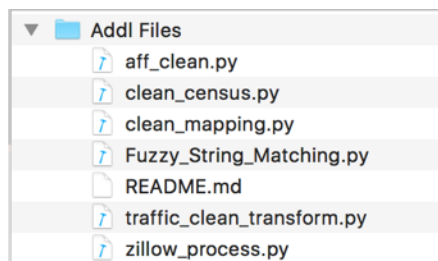 Addl Files
aff_clean.py
clean_census.py
clean_mapping.py
Fuzzy_String_Matching.py
README.md
traffic_clean_transform.py
zillow_process.py